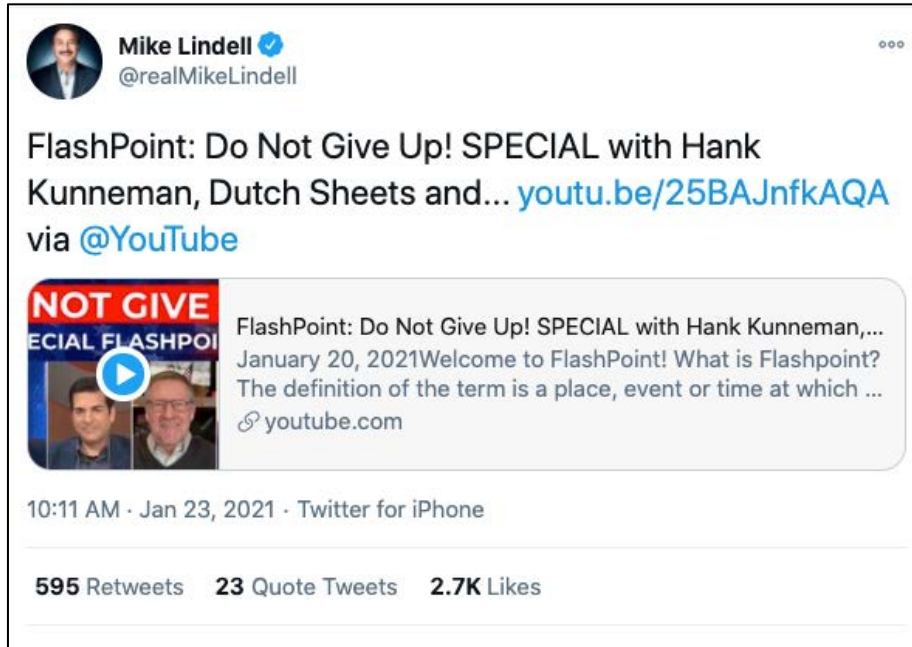 Mike Lindell
@realMikeLindell
FlashPoint: Do Not Give Up! SPECIAL with Hank
Kunneman, Dutch Sheets and... youtu.be/25BAJnfkAQA
via @YouTube
NOT GIVE
ECIAL FLASHPOI
FlashPoint: Do Not Give Up! SPECIAL with Hank Kunneman,...
January 20, 2021Welcome to FlashPoint! What is Flashpoint?
The definition of the term is a place, event or time at which ...
youtube.com
10:11 AM · Jan 23, 2021 · Twitter for iPhone
595 Retweets 23 Quote Tweets 2.7K Likes